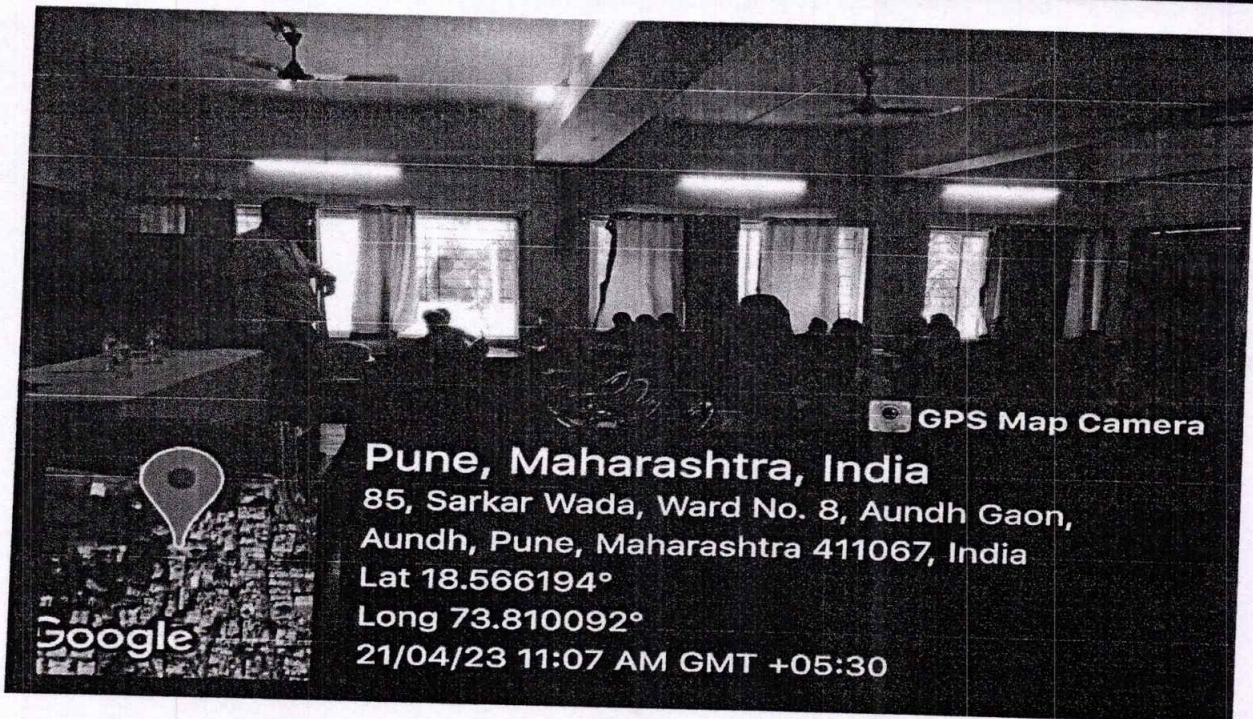 GPS Map Camera
Pune, Maharashtra, India
85, Sarkar Wada, Ward No. 8, Aundh Gaon,
Aundh, Pune, Maharashtra 411067, India
Lat 18.566194°
Long 73.810092°
21/04/23 11:07 AM GMT +05:30
Google